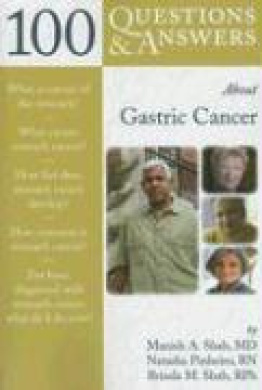 100 QUESTIONS
& ANSWERS
About
Gastric Cancer
What is cancer of
the stomach?
What causes
stomach cancer?
How fast does
stomach cancer
develop?
How common is
stomach cancer?
I've been
diagnosed with
stomach cancer,
what do I do now?
by
Manish A. Shah, MD
Natasha Pinheiro, RN
Brinda M. Shah, RPh